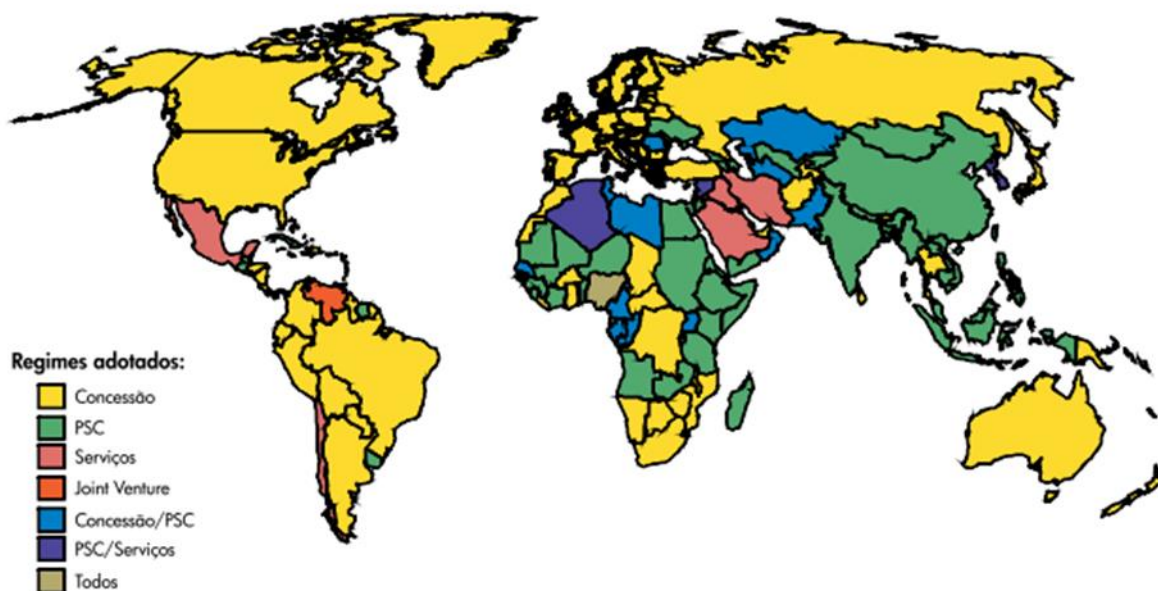 Regimes adotados:
Concessão
PSC
Serviços
Joint Venture
Concessão/PSC
PSC/Serviços
Todos